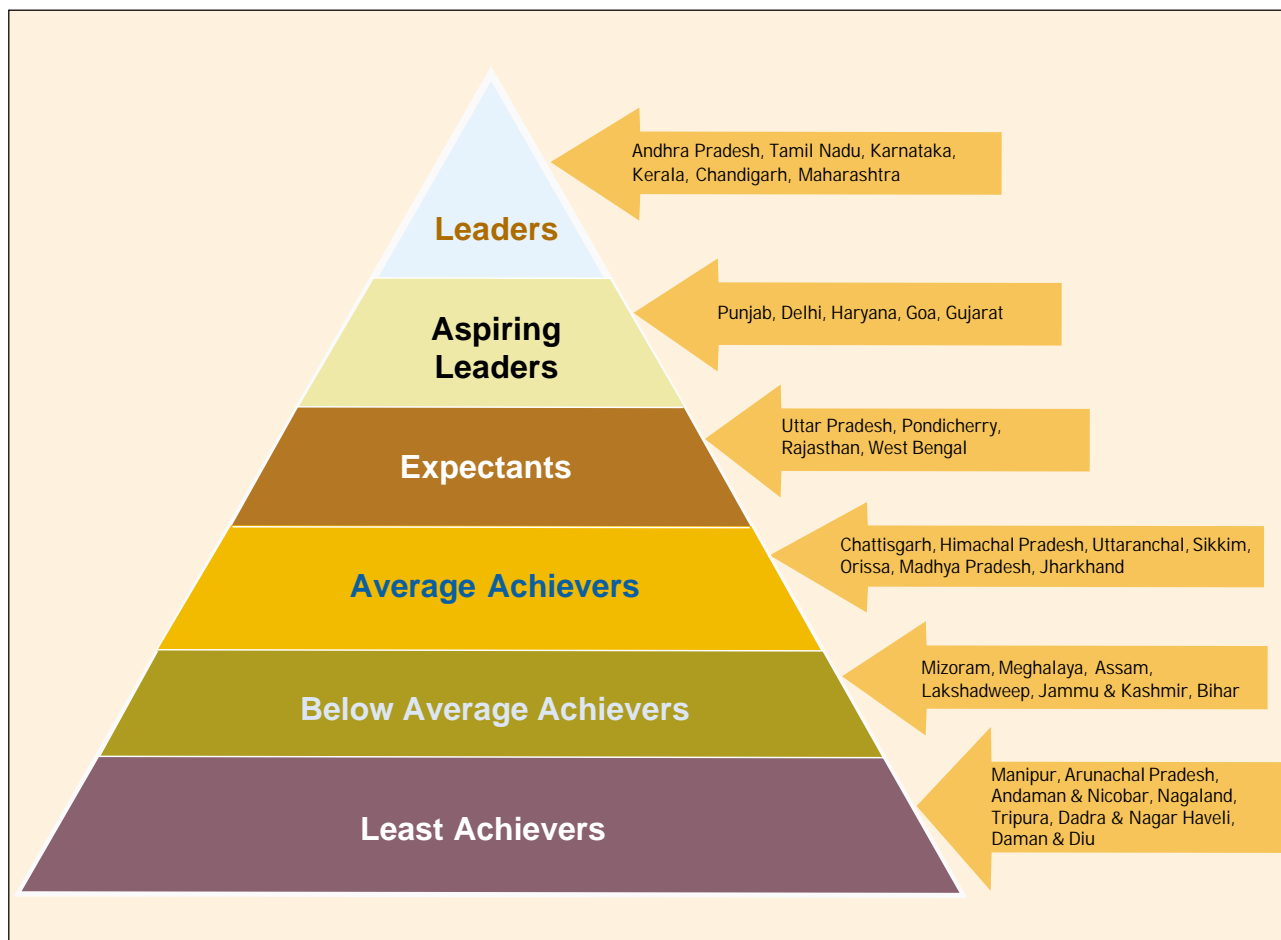 Andhra Pradesh, Tamil Nadu, Karnataka,
Kerala, Chandigarh, Maharashtra
Leaders
Punjab, Delhi, Haryana, Goa, Gujarat
Aspiring
Leaders
Uttar Pradesh, Pondicherry,
Rajasthan, West Bengal
Expectants
Chattisgarh, Himachal Pradesh, Uttaranchal, Sikkim,
Orissa, Madhya Pradesh, Jharkhand
Average Achievers
Mizoram, Meghalaya, Assam,
Lakshadweep, Jammu & Kashmir, Bihar
Below Average Achievers
Manipur, Arunachal Pradesh,
Andaman & Nicobar, Nagaland,
Tripura, Dadra & Nagar Haveli,
Daman & Diu
Least Achievers